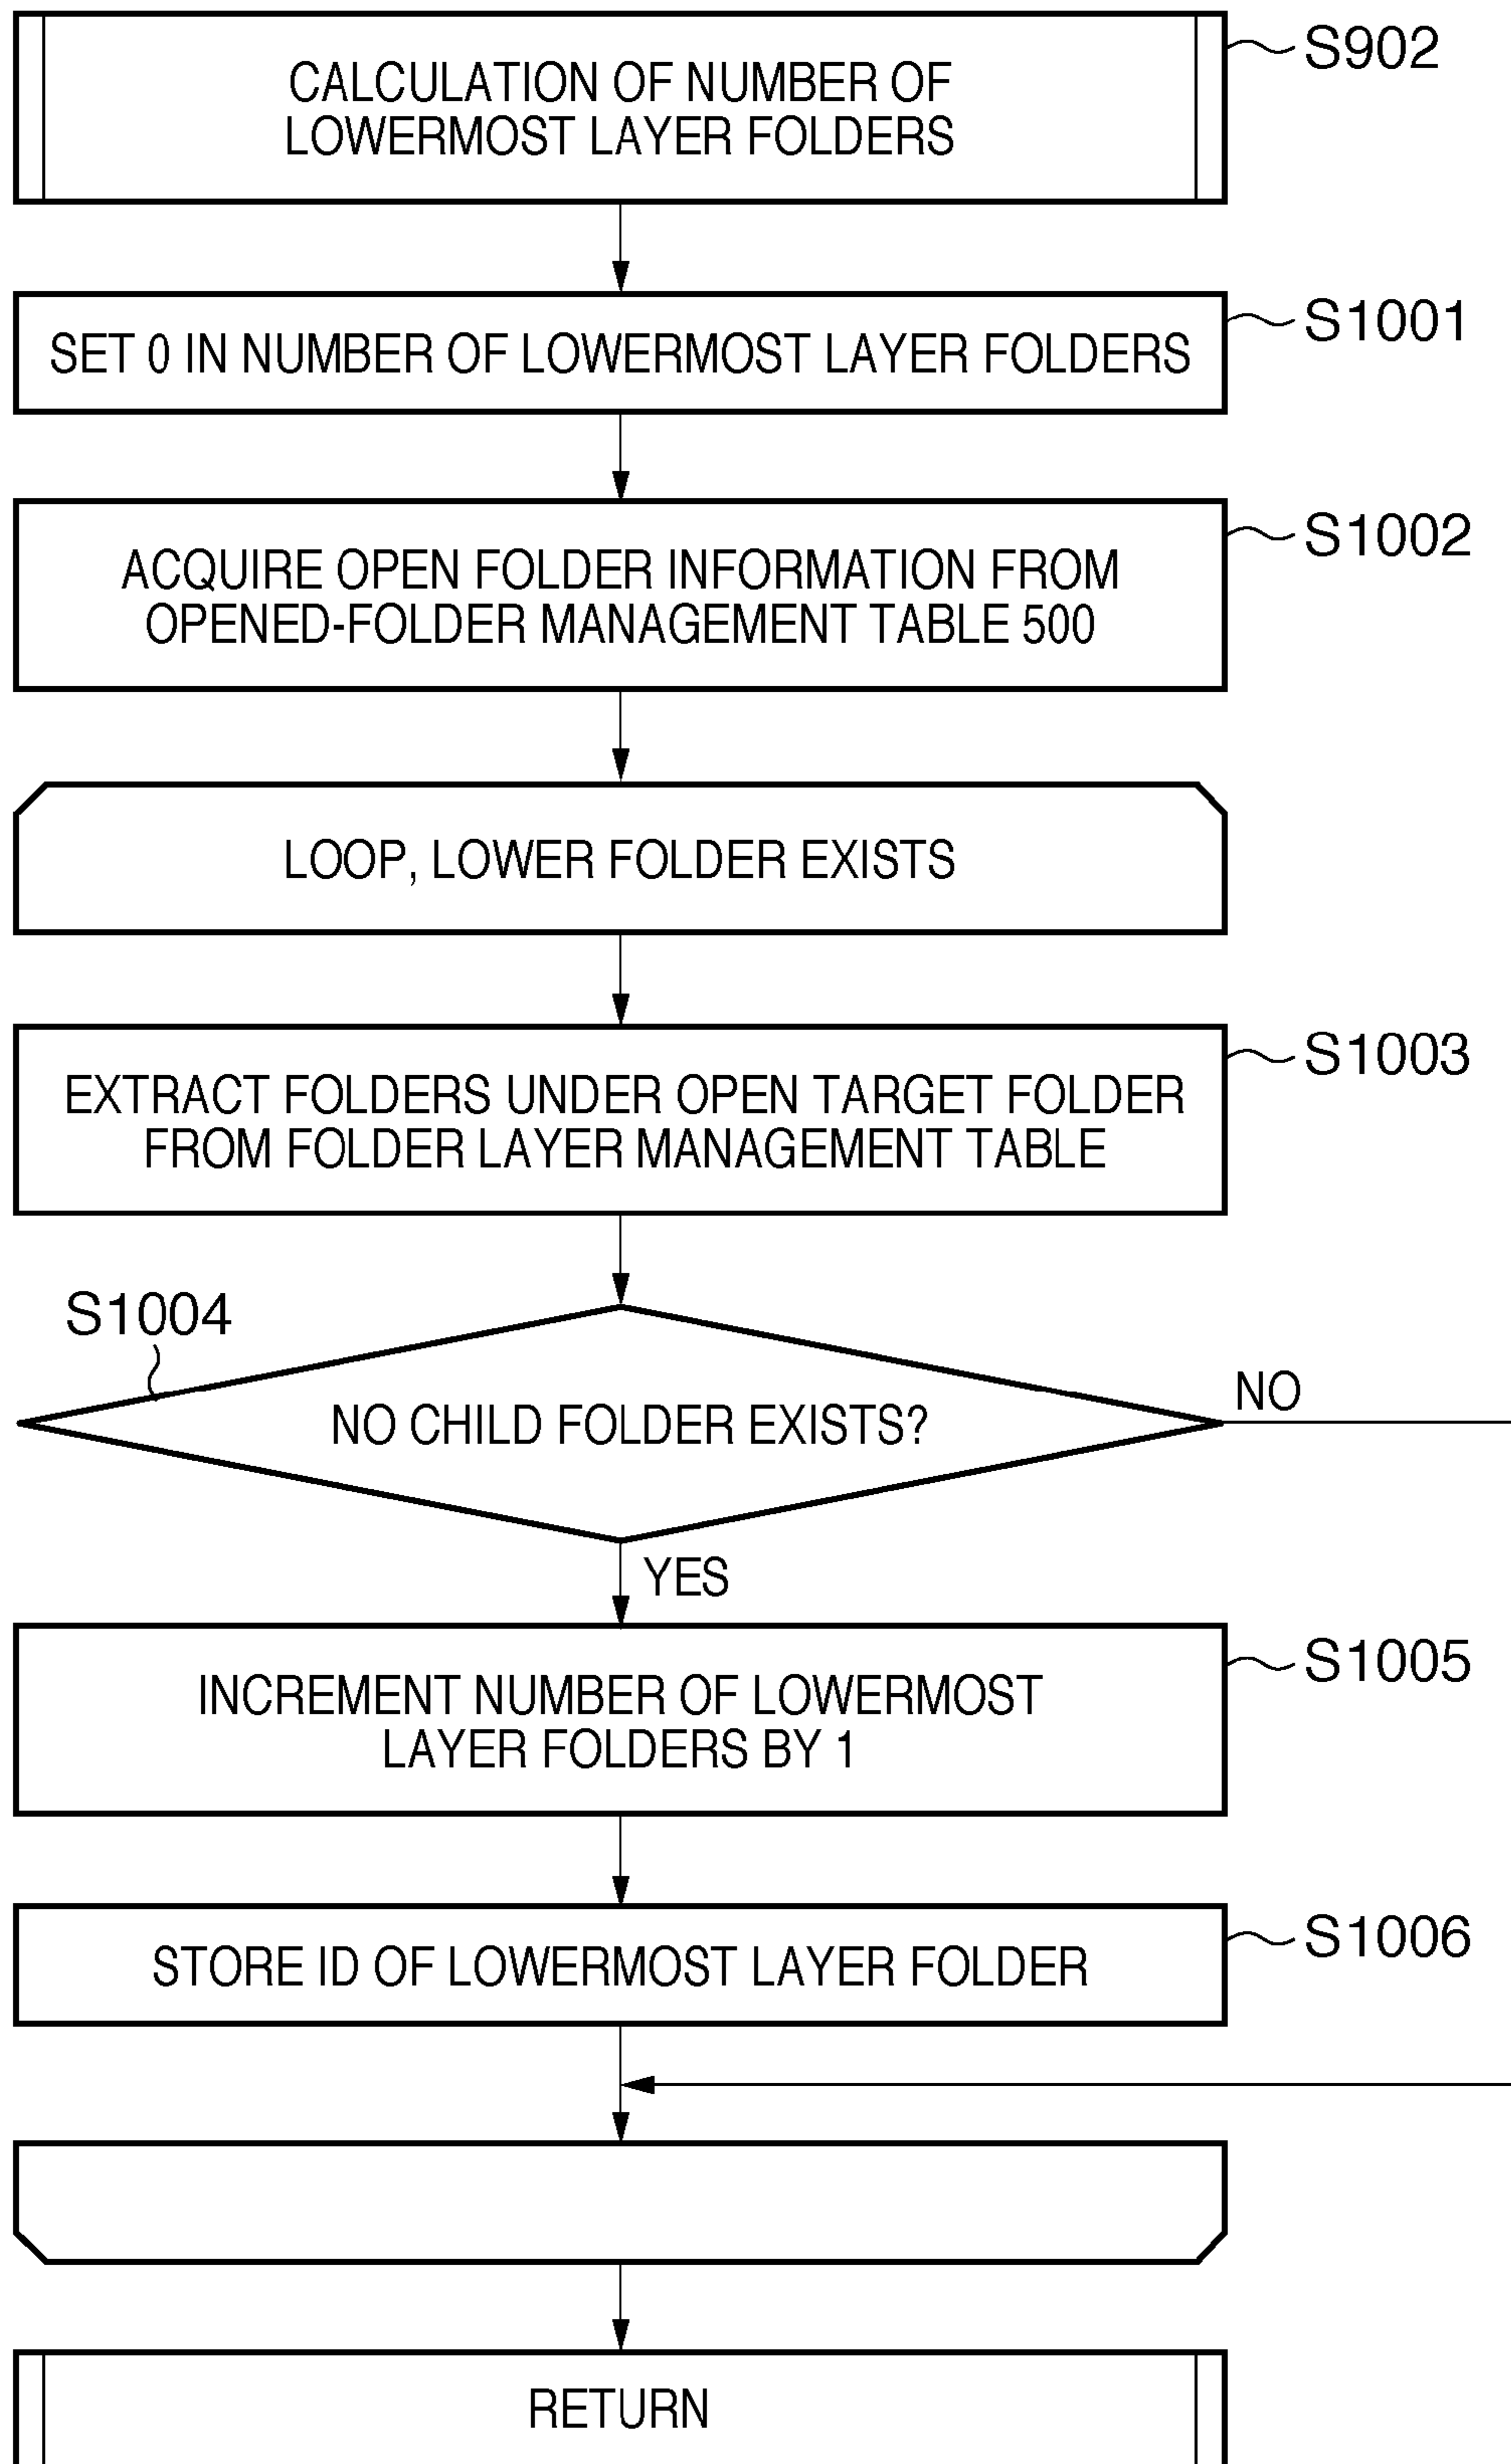 S902
CALCULATION OF NUMBER OF
LOWERMOST LAYER FOLDERS
S1001
SET 0 IN NUMBER OF LOWERMOST LAYER FOLDERS
S1002
ACQUIRE OPEN FOLDER INFORMATION FROM
OPENED-FOLDER MANAGEMENT TABLE 500
LOOP, LOWER FOLDER EXISTS
S1003
EXTRACT FOLDERS UNDER OPEN TARGET FOLDER
FROM FOLDER LAYER MANAGEMENT TABLE
S1004
NO CHILD FOLDER EXISTS?
NO
YES
S1005
INCREMENT NUMBER OF LOWERMOST
LAYER FOLDERS BY 1
S1006
STORE ID OF LOWERMOST LAYER FOLDER
RETURN